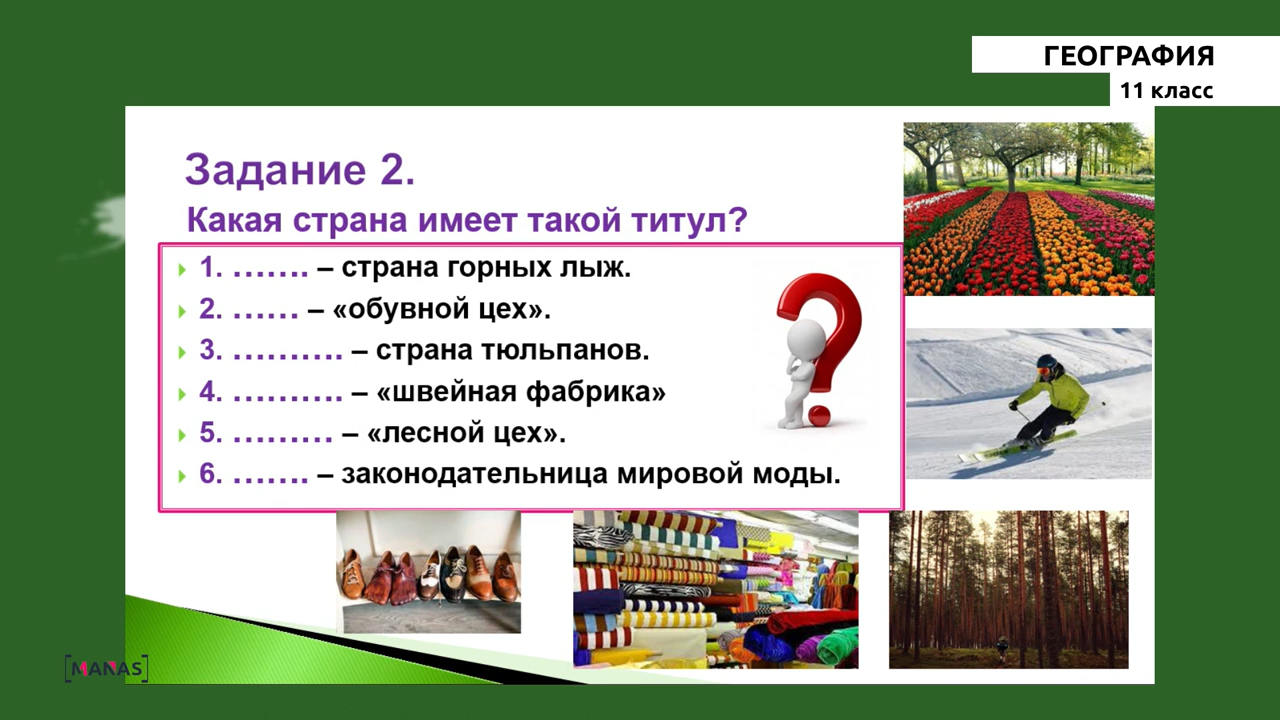 ГЕОГРАФИЯ
11 класс
Задание 2.
Какая страна имеет такой титул?
1. ……. – страна горных лыж.
2. …… – «обувной цех».
3. ………. – страна тюльпанов.
4. ………. – «швейная фабрика»
5. ……… – «лесной цех».
6. ……. – законодательница мировой моды.
[MANAS]